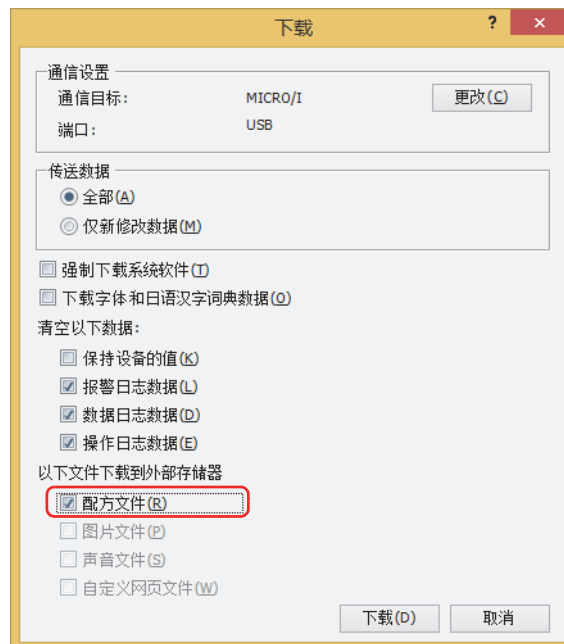 下载
?
×
通信设置
通信目标: MICRO/I 更改(C)
端口: USB
传送数据
全部(A)
仅新修改数据(M)
强制下载系统软件(T)
下载字体和日语汉字词典数据(O)
清空以下数据:
保持设备的值(K)
报警日志数据(L)
数据日志数据(D)
操作日志数据(E)
以下文件下载到外部存储器
配方文件(R)
图片文件(P)
声音文件(S)
自定义网页文件(W)
下载(D) 取消